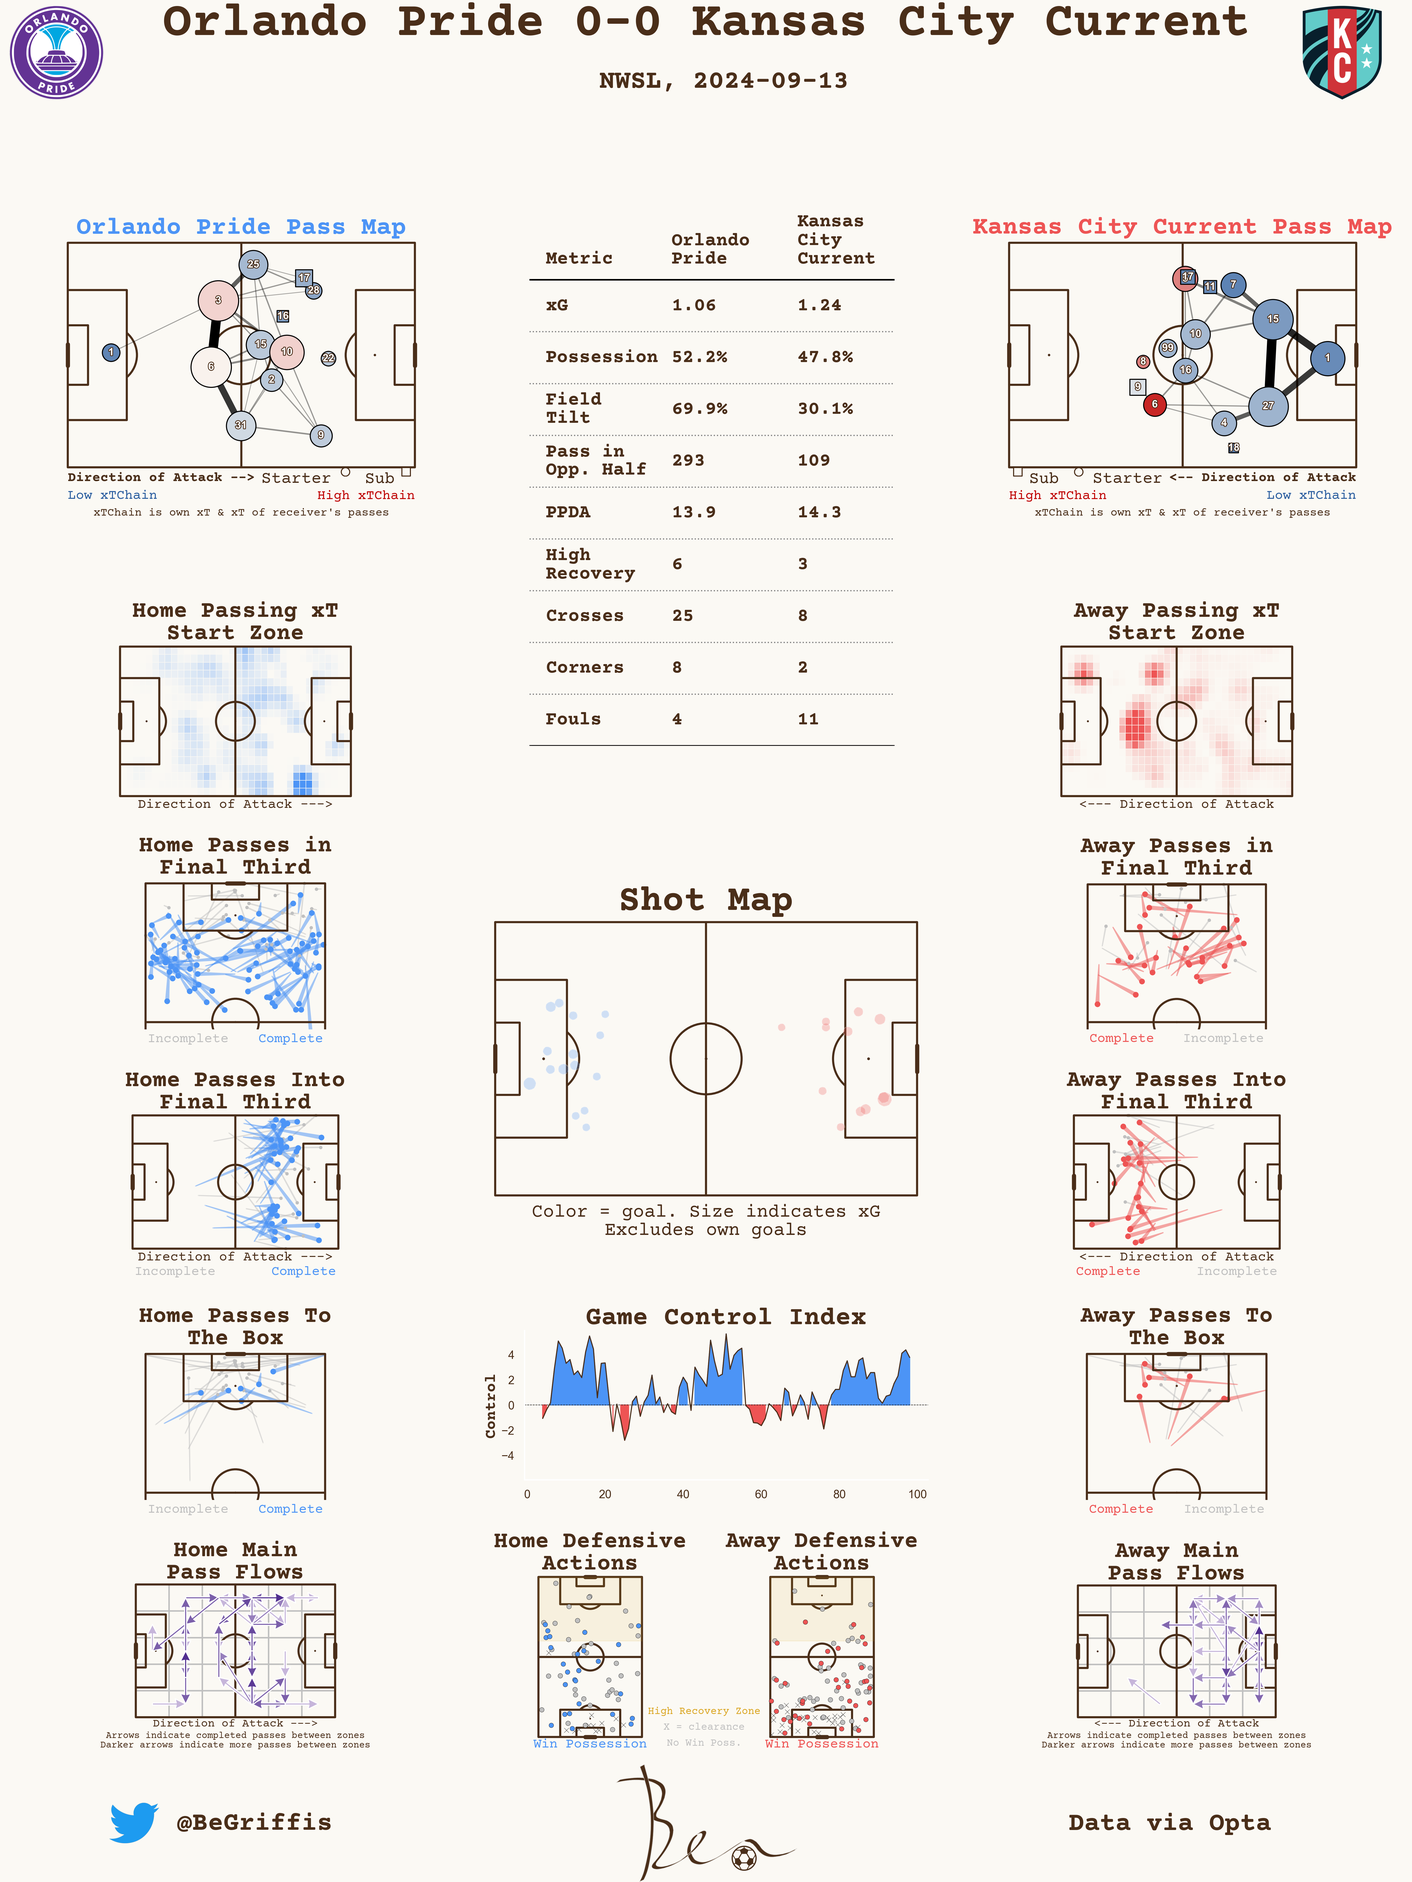 Orlando Pride 0-0 Kansas City Current
NWSL, 2024-09-13
ORLANDO
PRIDE
KC
Orlando Pride Pass Map
25
17
28
3
16
15
10
22
1
6
2
31
9
Direction of Attack --> Starter Sub
Low xTChain High xTChain
xTChain is own xT & xT of receiver's passes
Metric Orlando Pride Kansas City Current
xG 1.06 1.24
Possession 52.2% 47.8%
Field Tilt 69.9% 30.1%
Pass in Opp. Half 293 109
PPDA 13.9 14.3
High Recovery 6 3
Crosses 25 8
Corners 8 2
Fouls 4 11
Kansas City Current Pass Map
11
7
15
10
99
8
16
1
9
6
27
4
18
Sub Starter <-- Direction of Attack
High xTChain Low xTChain
xTChain is own xT & xT of receiver's passes
Home Passing xT
Start Zone
Direction of Attack --->
Away Passing xT
Start Zone
<--- Direction of Attack
Home Passes in
Final Third
Incomplete Complete
Shot Map
Color = goal. Size indicates xG
Excludes own goals
Away Passes in
Final Third
Complete Incomplete
Home Passes Into
Final Third
Direction of Attack --->
Incomplete Complete
Away Passes Into
Final Third
<--- Direction of Attack
Complete Incomplete
Home Passes To
The Box
Incomplete Complete
Game Control Index
Control
4
2
0
−2
−4
0 20 40 60 80 100
Away Passes To
The Box
Complete Incomplete
Home Main
Pass Flows
Direction of Attack --->
Arrows indicate completed passes between zones
Darker arrows indicate more passes between zones
Home Defensive
Actions
Win Possession
High Recovery Zone
X = clearance
No Win Poss.
Away Defensive
Actions
Win Possession
Away Main
Pass Flows
<--- Direction of Attack
Arrows indicate completed passes between zones
Darker arrows indicate more passes between zones
@BeGriffis
Ben
Data via Opta